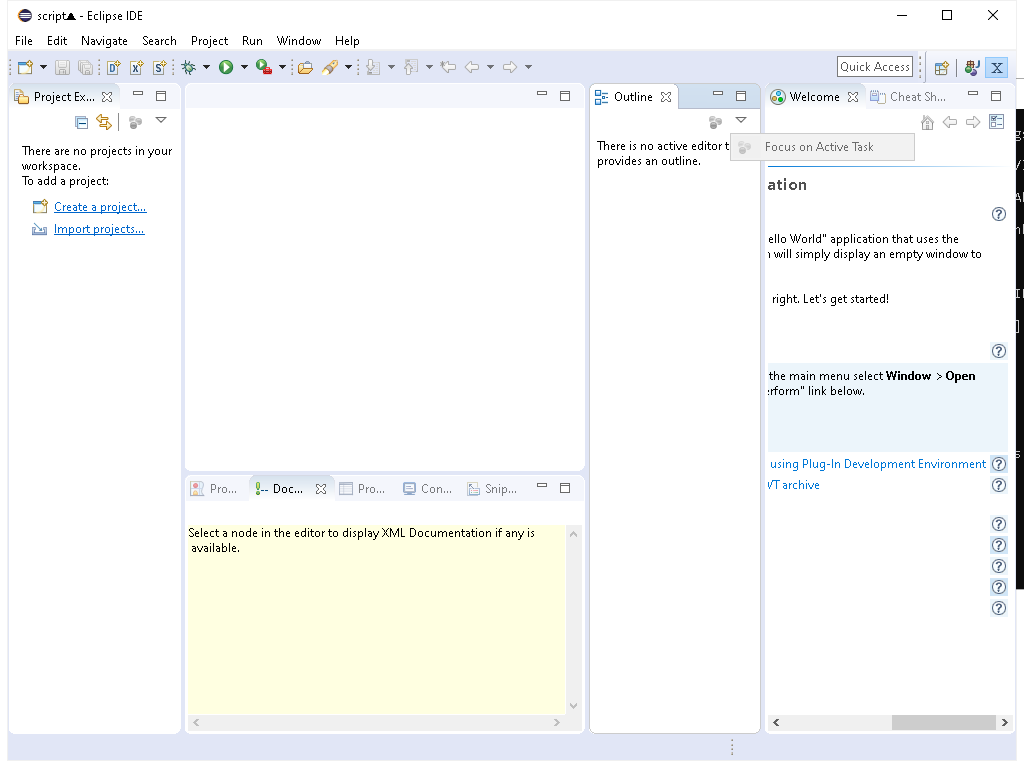 script▲ - Eclipse IDE
File Edit Navigate Search Project Run Window Help
Quick Access
Project Ex...
There are no projects in your
workspace.
To add a project:
Create a project...
Import projects...
Outline
There is no active editor t
provides an outline.
Focus on Active Task
Welcome
Cheat Sh...
ation
ello World" application that uses the
will simply display an empty window to
right. Let's get started!
the main menu select Window > Open
erform" link below.
using Plug-In Development Environment
VT archive
Pro...
Doc...
Pro...
Con...
Snip...
Select a node in the editor to display XML Documentation if any is
available.